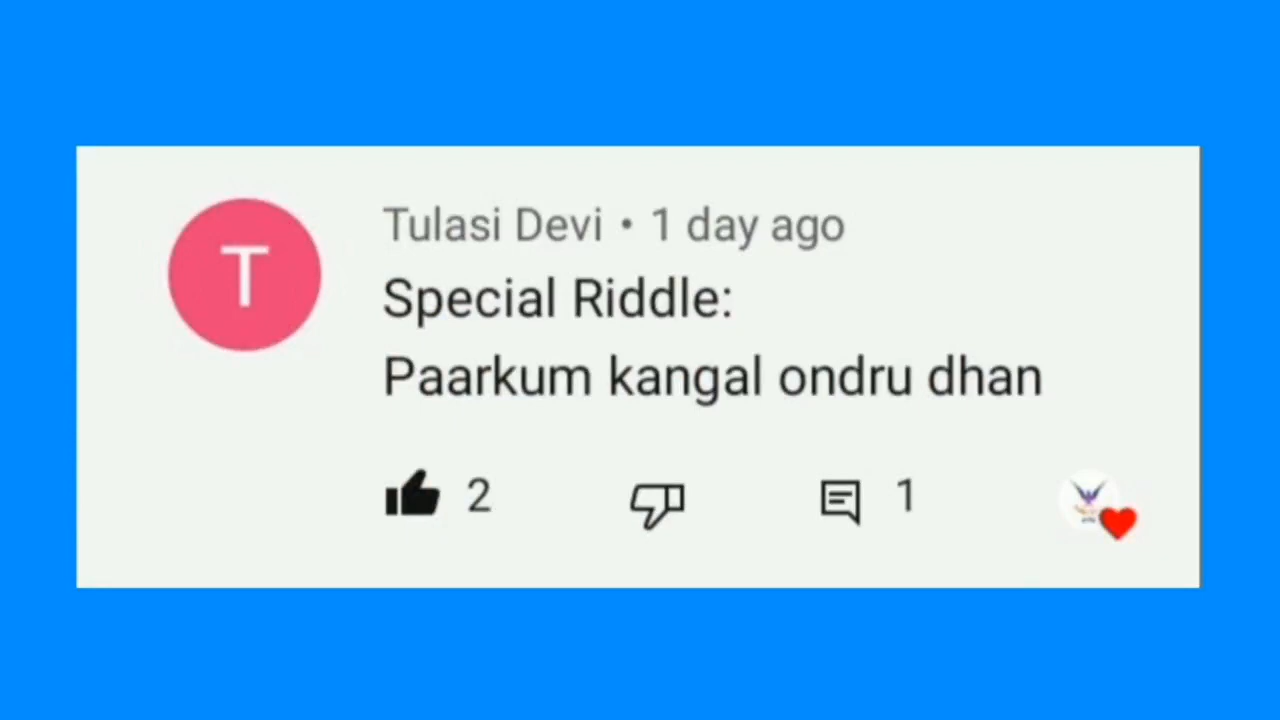 T
Tulasi Devi • 1 day ago
Special Riddle:
Paarkum kangal ondru dhan
2
1